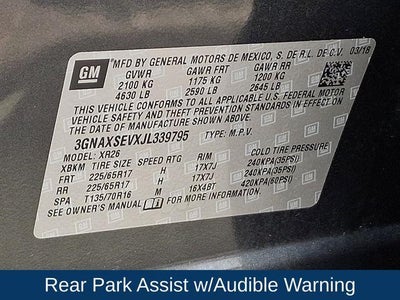 GM
MFD BY GENERAL MOTORS DE MEXICO, S. DE R.L. DE C.V. 03/18
GVWR GAWR FRT GAWR RR
2100 KG 1175 KG 1200 KG
4630 LB 2590 LB 2645 LB
THIS VEHICLE CONFORMS TO ALL APPLICABLE U.S. FEDERAL MOTOR
VEHICLE SAFETY AND THEFT PREVENTION STANDARDS IN EFFECT
ON THE DATE OF MANUFACTURE SHOWN ABOVE.
3GNAXSEVXJL339795 TYPE: M.P.V.
MODEL: XR26
XBKM TIRE SIZE SPEED RTG RIM COLD TIRE PRESSURE
FRT 225/65R17 H 17X7J 240KPA(35PSI)
RR 225/65R17 H 17X7J 240KPA(35PSI)
SPA T135/70R16 M 16X4BT 420KPA(60PSI)
SEE OWNER'S MANUAL FOR MORE INFORMATION.
Rear Park Assist w/Audible Warning